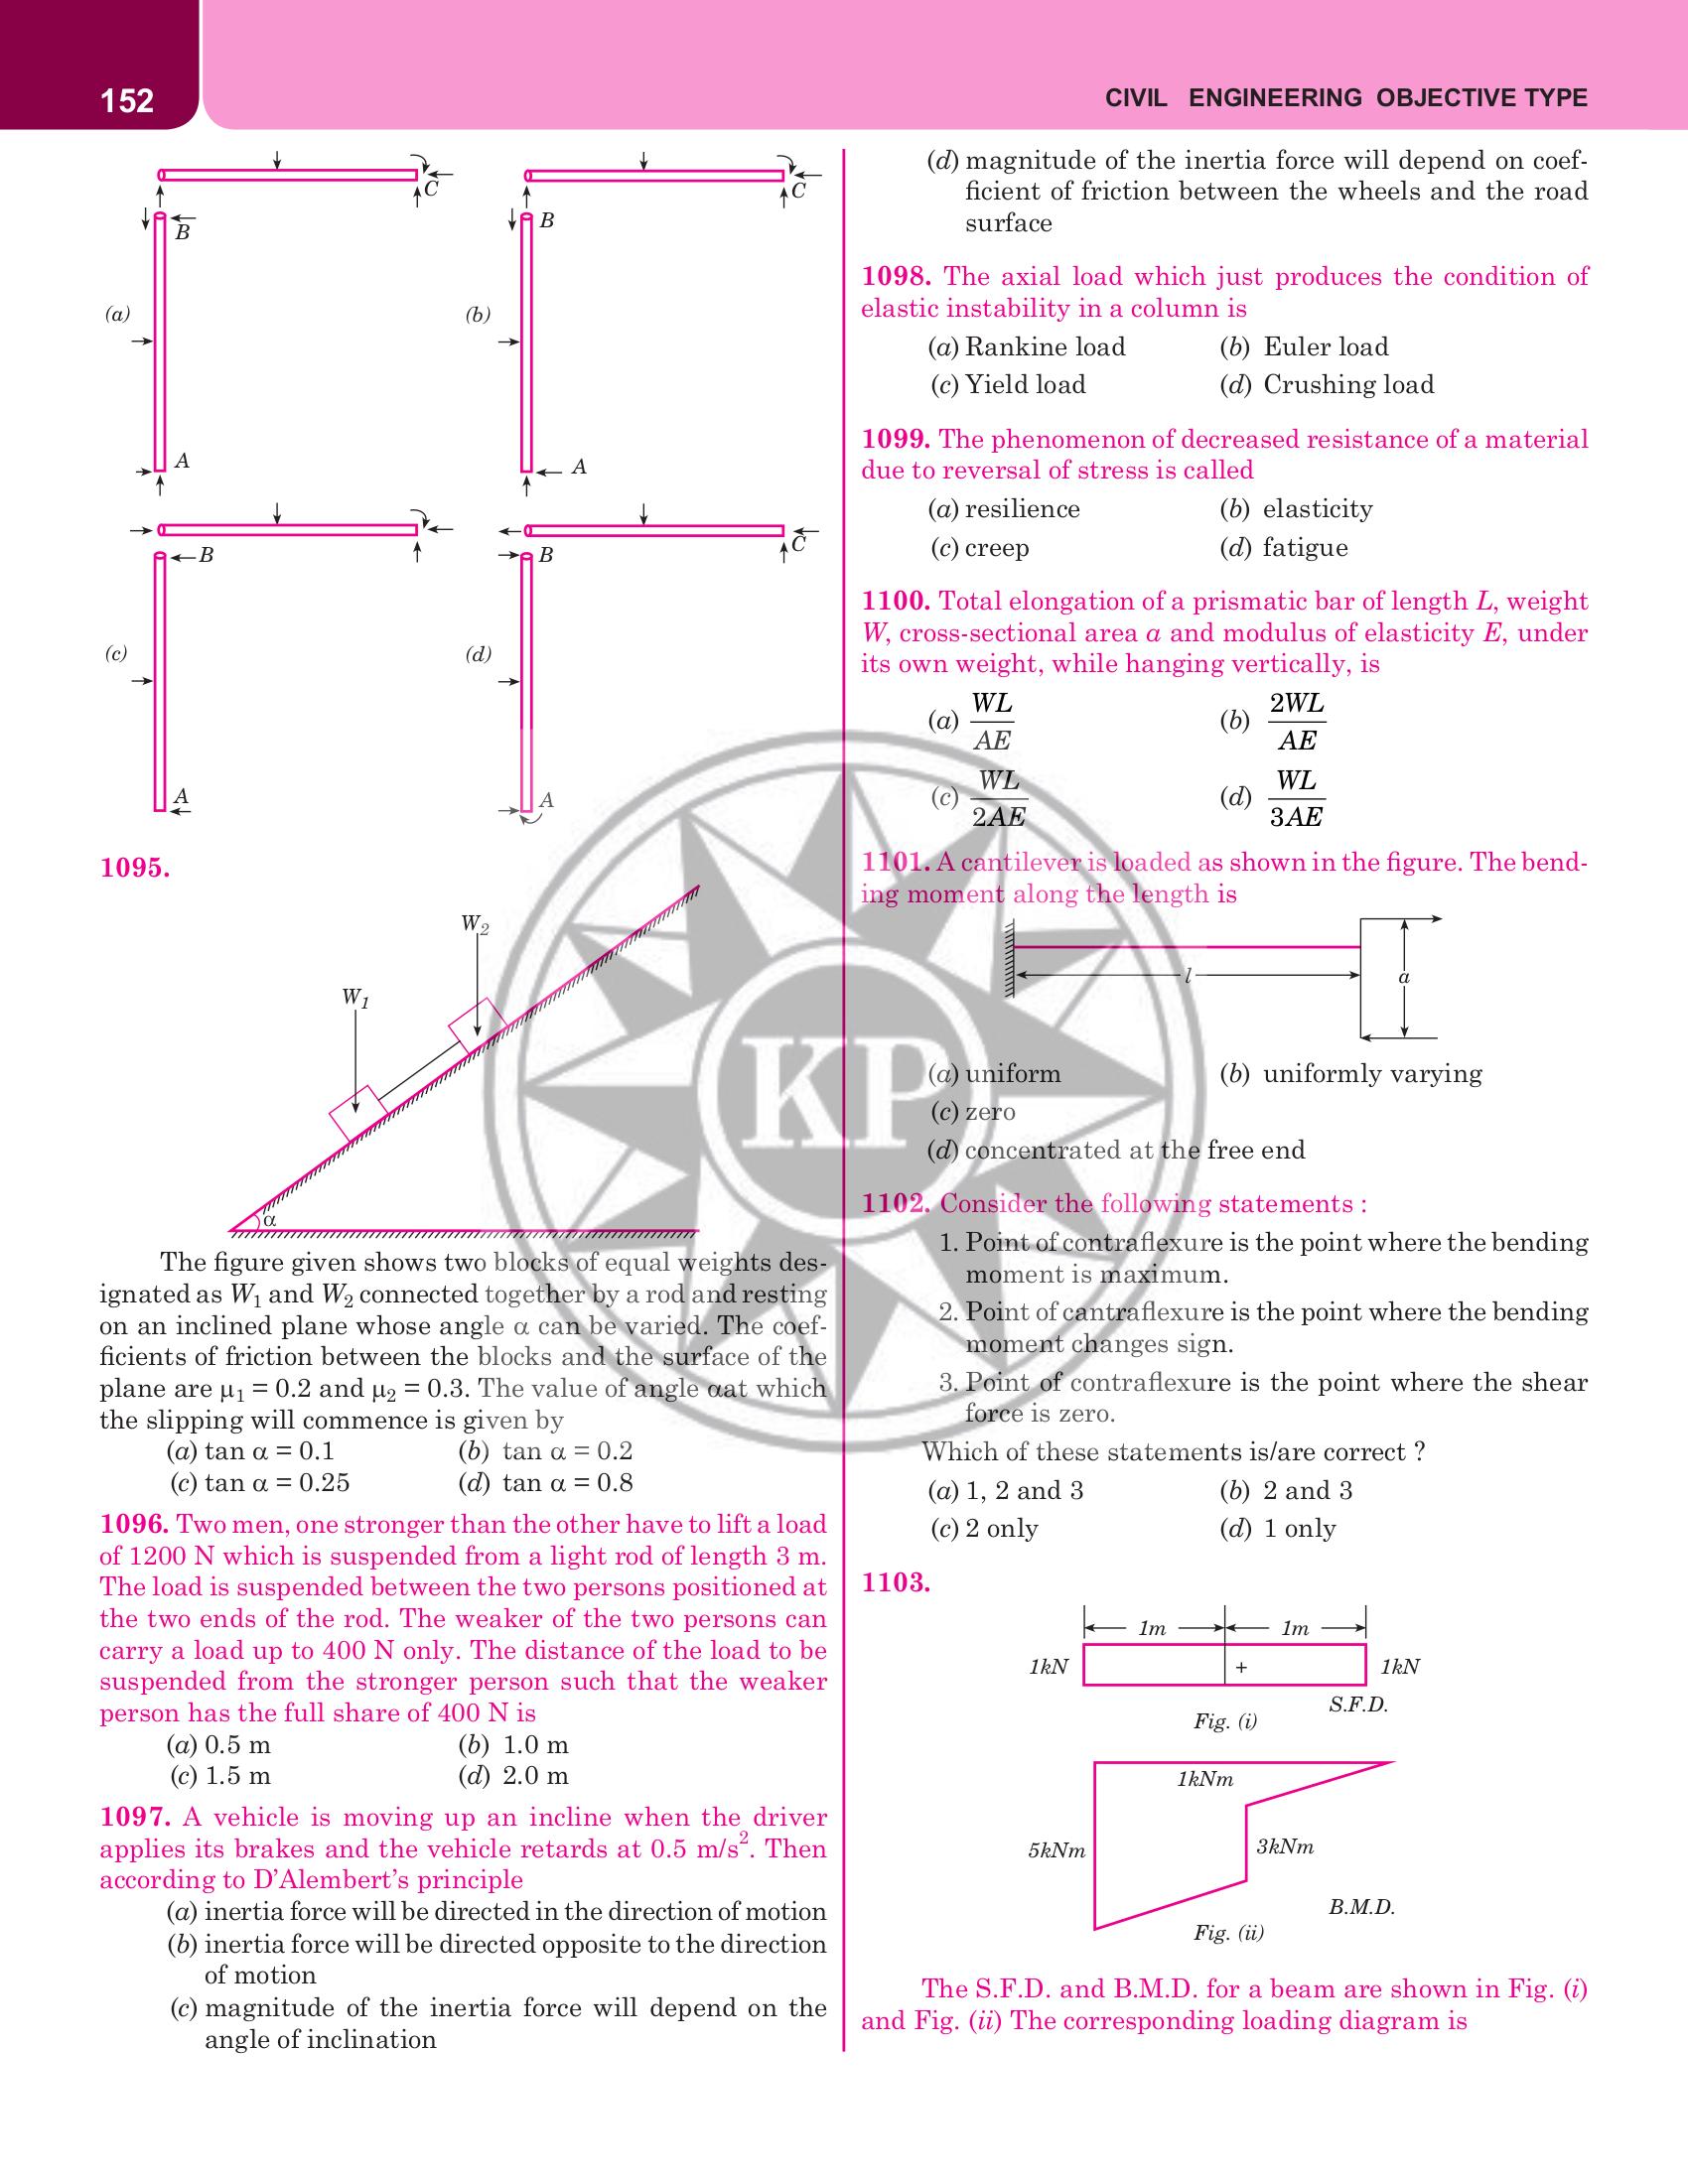 152
CIVIL ENGINEERING OBJECTIVE TYPE
C
B
(a)
A
C
B
(b)
A
B
(c)
A
C
B
(d)
A
1095.
W2
W1
α
The figure given shows two blocks of equal weights des-
ignated as W1 and W2 connected together by a rod and resting
on an inclined plane whose angle α can be varied. The coef-
ficients of friction between the blocks and the surface of the
plane are μ1 = 0.2 and μ2 = 0.3. The value of angle αat which
the slipping will commence is given by
(a) tan α = 0.1 (b) tan α = 0.2
(c) tan α = 0.25 (d) tan α = 0.8
1096. Two men, one stronger than the other have to lift a load
of 1200 N which is suspended from a light rod of length 3 m.
The load is suspended between the two persons positioned at
the two ends of the rod. The weaker of the two persons can
carry a load up to 400 N only. The distance of the load to be
suspended from the stronger person such that the weaker
person has the full share of 400 N is
(a) 0.5 m (b) 1.0 m
(c) 1.5 m (d) 2.0 m
1097. A vehicle is moving up an incline when the driver
applies its brakes and the vehicle retards at 0.5 m/s². Then
according to D'Alembert's principle
(a) inertia force will be directed in the direction of motion
(b) inertia force will be directed opposite to the direction
of motion
(c) magnitude of the inertia force will depend on the
angle of inclination
(d) magnitude of the inertia force will depend on coef-
ficient of friction between the wheels and the road
surface
1098. The axial load which just produces the condition of
elastic instability in a column is
(a) Rankine load (b) Euler load
(c) Yield load (d) Crushing load
1099. The phenomenon of decreased resistance of a material
due to reversal of stress is called
(a) resilience (b) elasticity
(c) creep (d) fatigue
1100. Total elongation of a prismatic bar of length L, weight
W, cross-sectional area a and modulus of elasticity E, under
its own weight, while hanging vertically, is
(a) WL/AE (b) 2WL/AE
(c) WL/2AE (d) WL/3AE
1101. A cantilever is loaded as shown in the figure. The bend-
ing moment along the length is
l
a
(a) uniform (b) uniformly varying
(c) zero
(d) concentrated at the free end
1102. Consider the following statements :
1. Point of contraflexure is the point where the bending
moment is maximum.
2. Point of cantraflexure is the point where the bending
moment changes sign.
3. Point of contraflexure is the point where the shear
force is zero.
Which of these statements is/are correct ?
(a) 1, 2 and 3 (b) 2 and 3
(c) 2 only (d) 1 only
1103.
1m 1m
1kN + 1kN
S.F.D.
Fig. (i)
1kNm
5kNm 3kNm
B.M.D.
Fig. (ii)
The S.F.D. and B.M.D. for a beam are shown in Fig. (i)
and Fig. (ii) The corresponding loading diagram is
KP